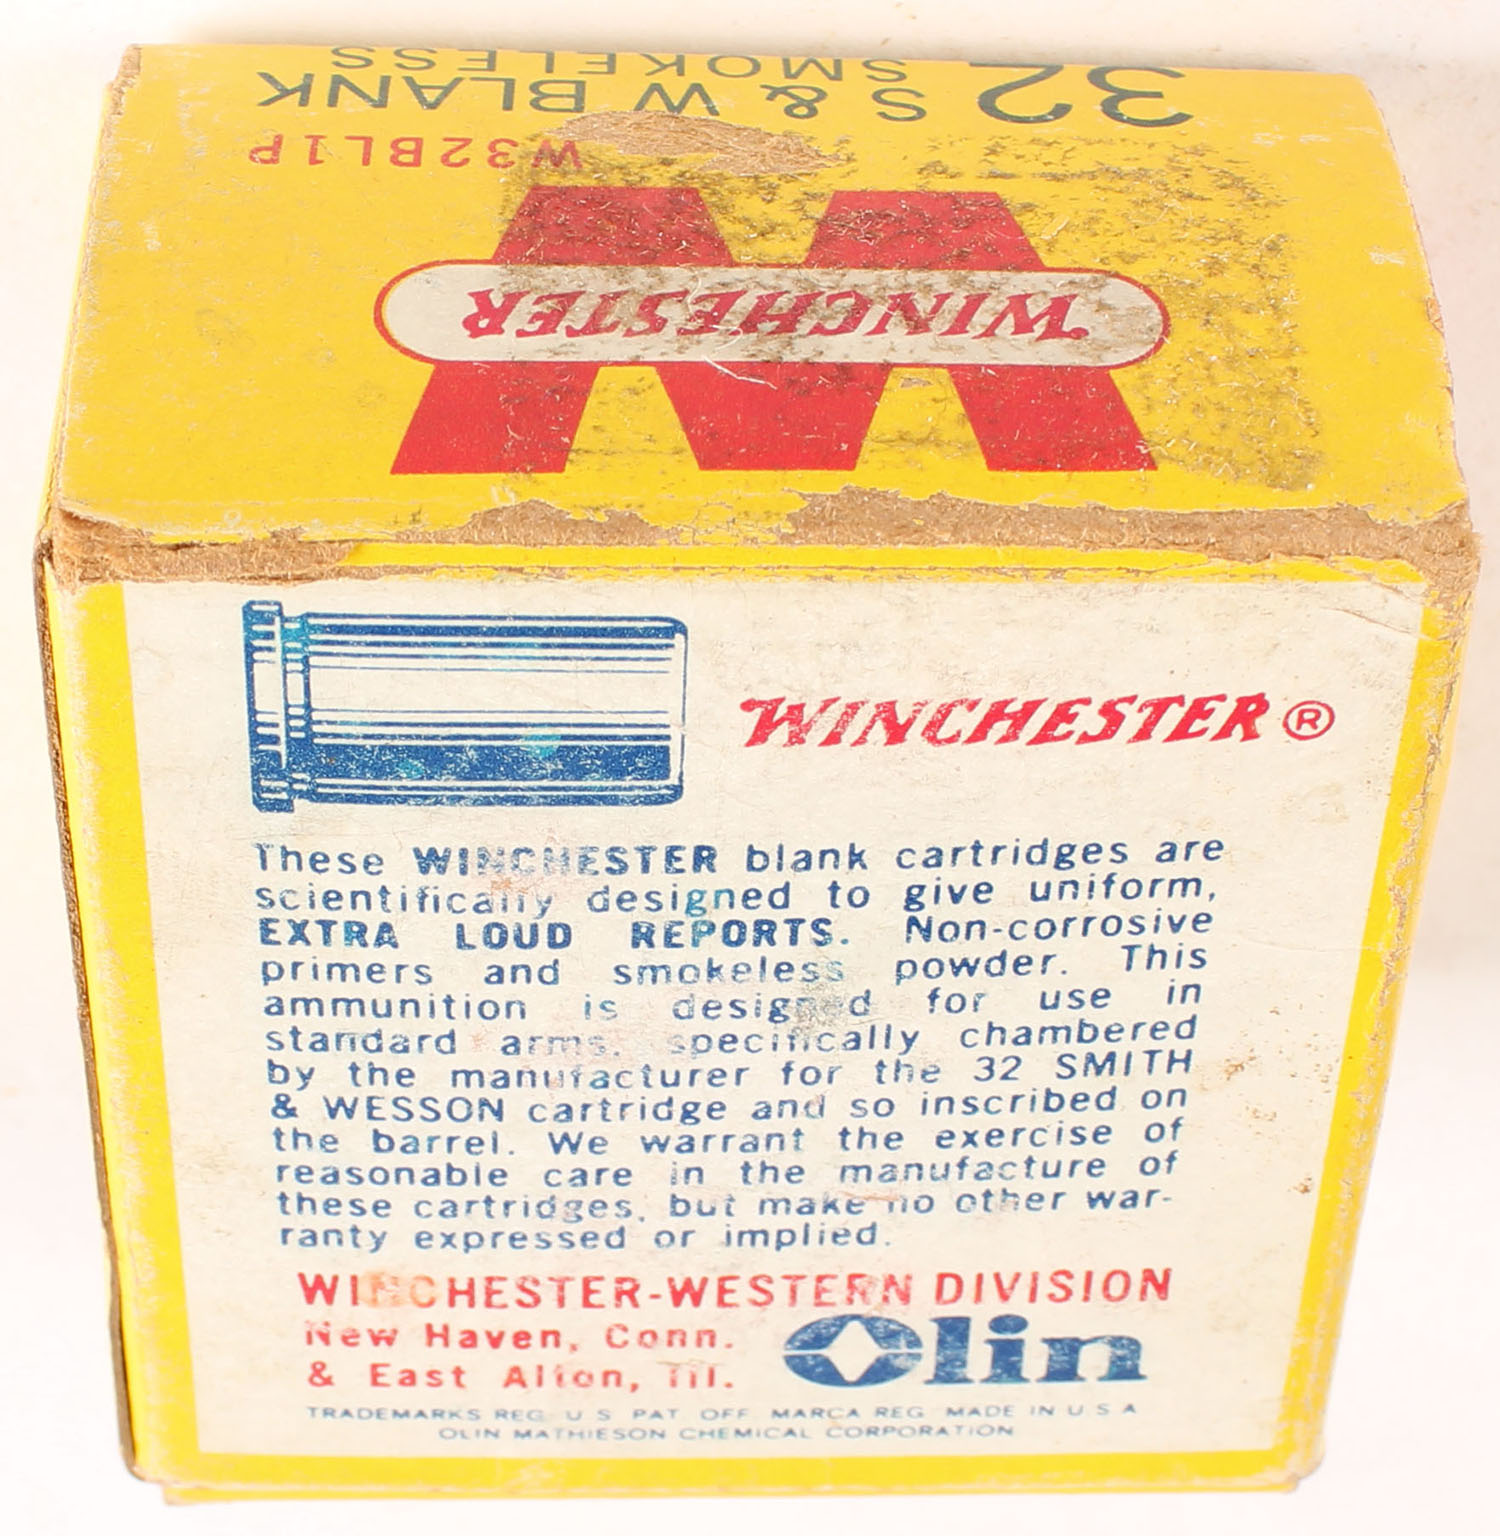 32 S & W BLANK
SMOKELESS
W32BL1P
WINCHESTER
WINCHESTER®
These WINCHESTER blank cartridges are
scientifically designed to give uniform,
EXTRA LOUD REPORTS. Non-corrosive
primers and smokeless powder. This
ammunition is designed for use in
standard arms. specifically chambered
by the manufacturer for the 32 SMITH
& WESSON cartridge and so inscribed on
the barrel. We warrant the exercise of
reasonable care in the manufacture of
these cartridges, but make no other war-
ranty expressed or implied.
WINCHESTER-WESTERN DIVISION
New Haven, Conn.
& East Alton, Ill.
Olin
TRADEMARKS REG U S PAT OFF MARCA REG MADE IN U S A
OLIN MATHIESON CHEMICAL CORPORATION